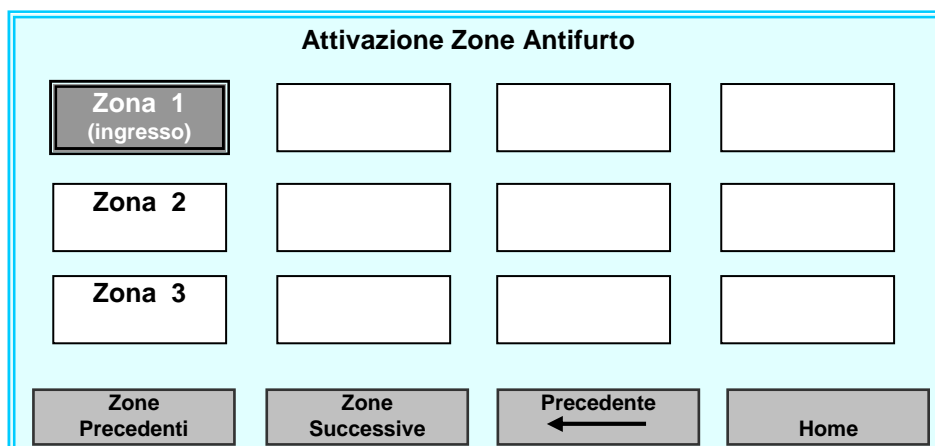 Attivazione Zone Antifurto
Zona 1
(ingresso)
Zona 2
Zona 3
Zone
Precedenti
Zone
Successive
Precedente
Home